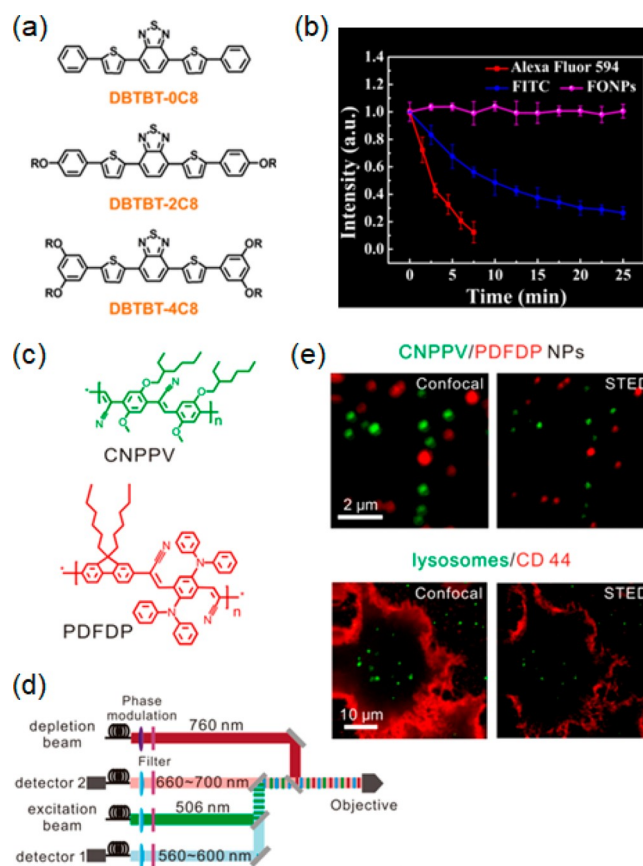 (a)
S
N N
S S
DBTBT-0C8
S
N N
RO S S OR
DBTBT-2C8
S
N N
RO S S OR
RO OR
DBTBT-4C8
(b)
Alexa Fluor 594
FITC FONPs
Intensity (a.u.)
1.4
1.2
1.0
0.8
0.6
0.4
0.2
0.0
0 5 10 15 20 25
Time (min)
(c)
O
CN
O
O
CN
O
n
CNPPV
CN
N
N
CN
n
PDFDP
(d)
Phase
modulation
depletion
beam
760 nm
Filter
detector 2
660~700 nm
excitation
beam
506 nm
detector 1
560~600 nm
Objective
(e)
CNPPV/PDFDP NPs
Confocal
STED
2 μm
lysosomes/CD 44
Confocal
STED
10 μm